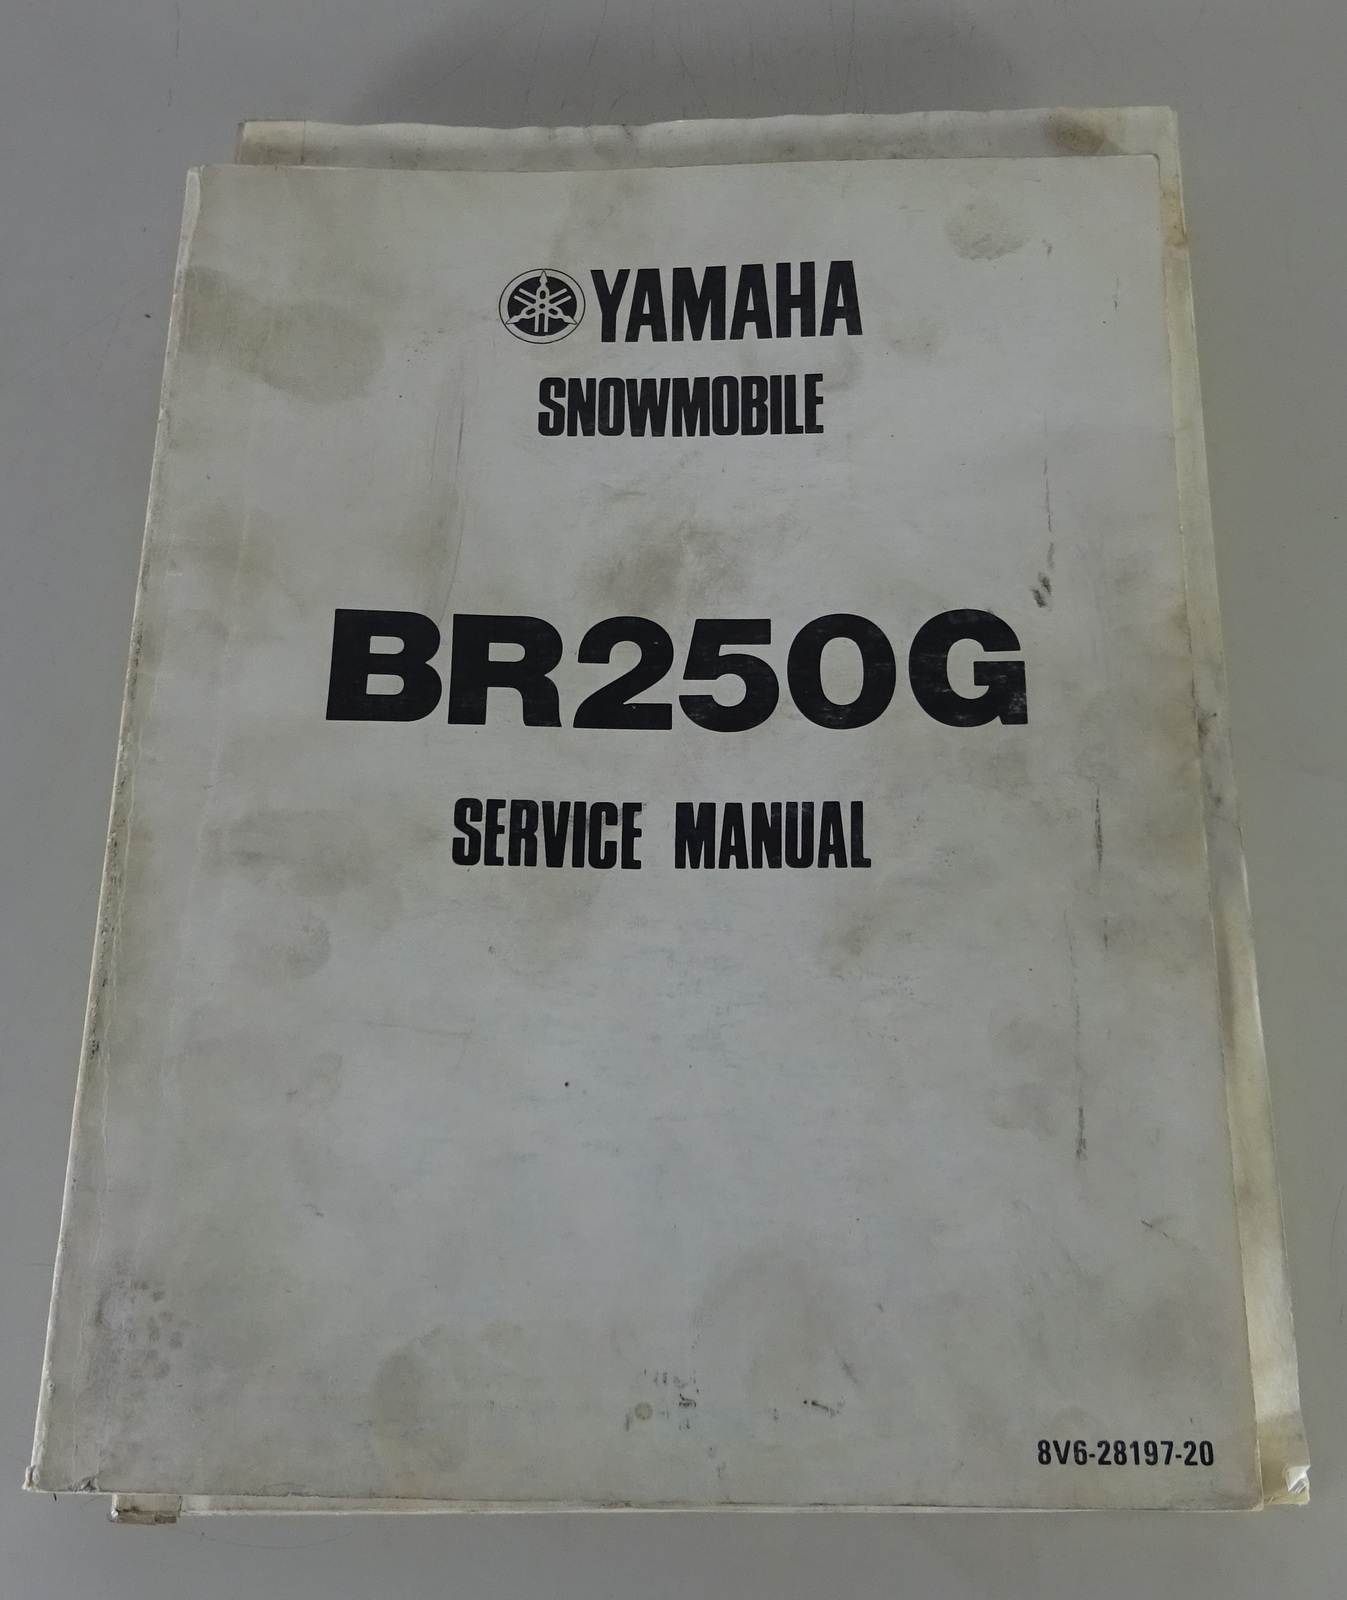 YAMAHA
SNOWMOBILE
BR250G
SERVICE MANUAL
8V6-28197-20